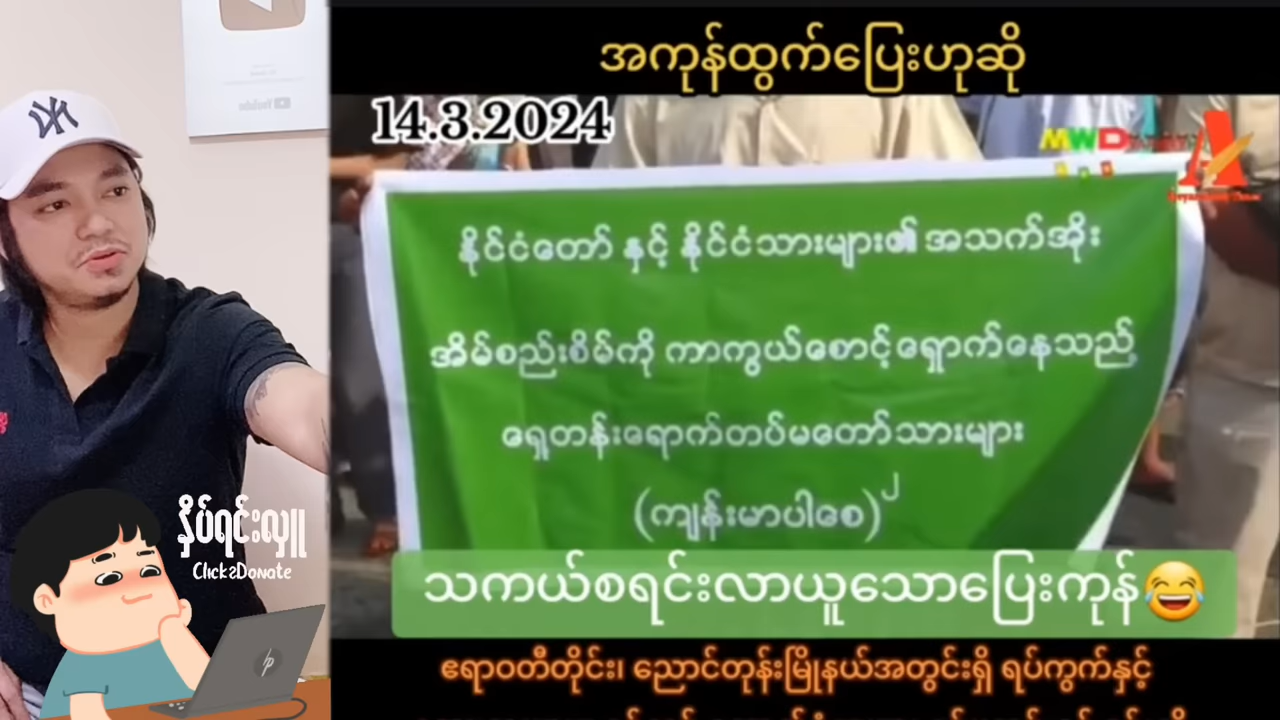 အကုန်ထွက်ပြေးဟုဆို
14.3.2024
MWD
နိုင်ငံတော် နှင့် နိုင်ငံသားများ၏ အသက်အိုး
အိမ်စည်းစိမ်ကို ကာကွယ်စောင့်ရှောက်နေသည့်
ရှေ့တန်းရောက်တပ်မတော်သားများ
(ကျန်းမာပါစေ)၂
သကယ်စရင်းလာယူသောပြေးကုန်😂
ဧရာဝတီတိုင်း၊ ညောင်တုန်းမြို့နယ်အတွင်းရှိ ရပ်ကွက်နှင့်
နှိပ်ရင်းလှူ
Click2Donate
hp
YouTube